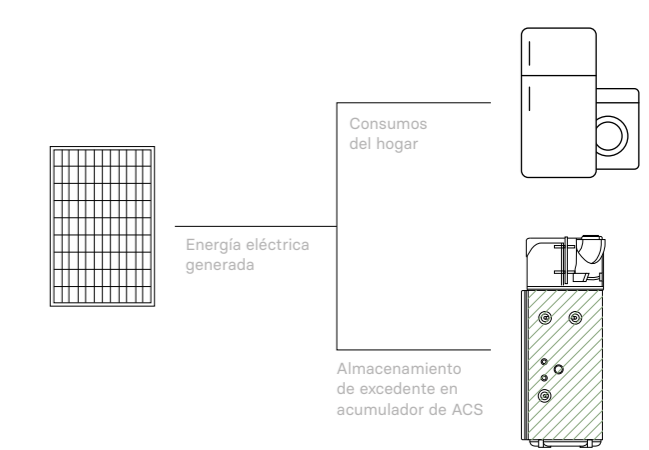 Consumos
del hogar
Energía eléctrica
generada
Almacenamiento
de excedente en
acumulador de ACS